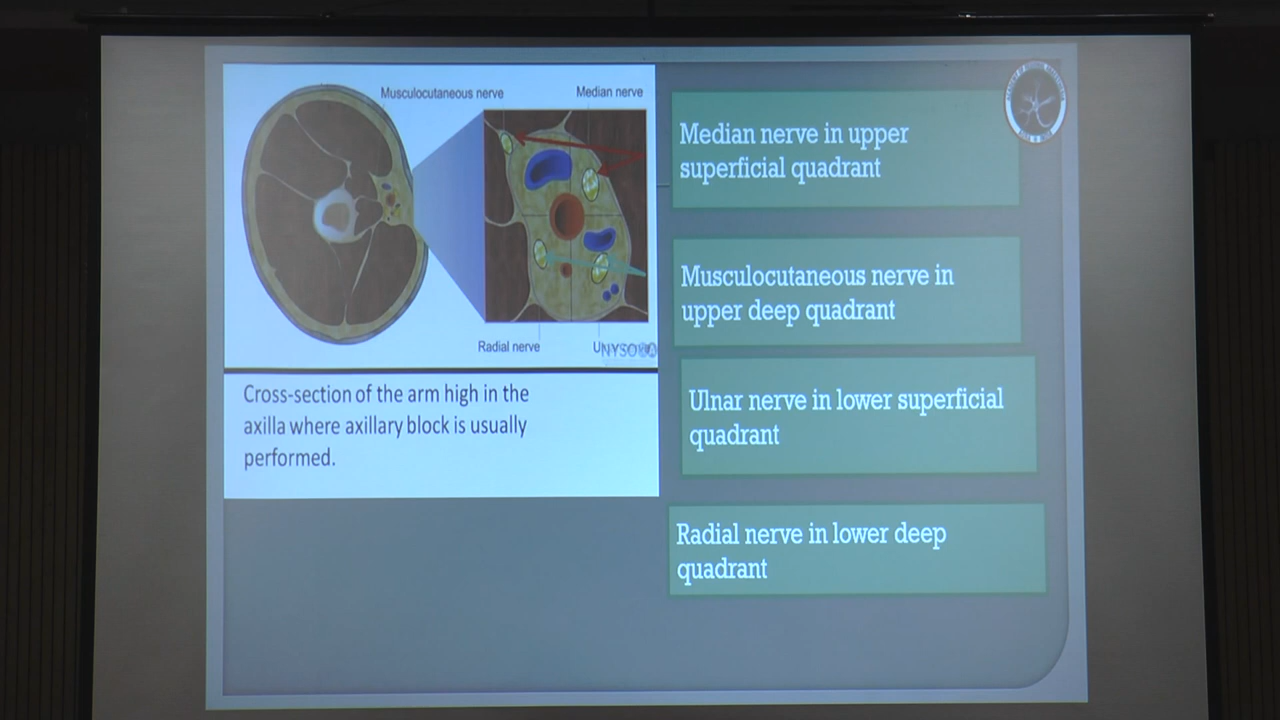 Musculocutaneous nerve
Median nerve
Radial nerve
NYSORA
Cross-section of the arm high in the
axilla where axillary block is usually
performed.
Median nerve in upper
superficial quadrant
Musculocutaneous nerve in
upper deep quadrant
Ulnar nerve in lower superficial
quadrant
Radial nerve in lower deep
quadrant